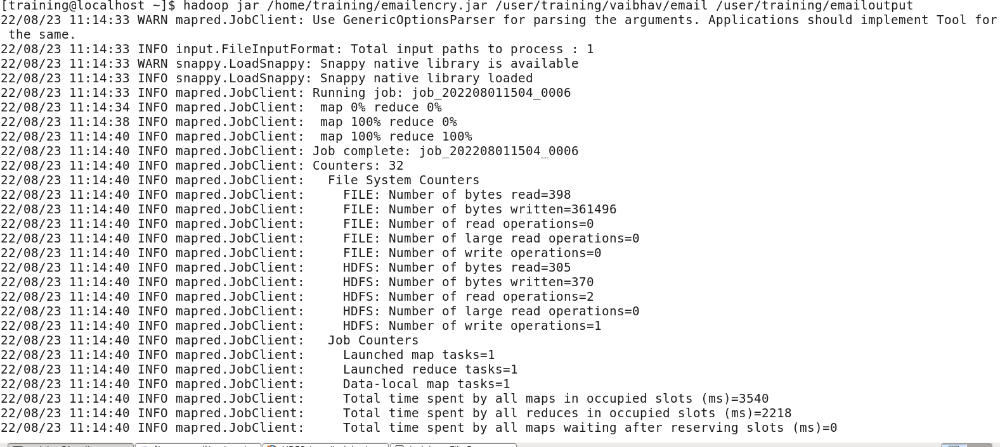 [training@localhost ~]$ hadoop jar /home/training/emailencry.jar /user/training/vaibhav/email /user/training/emailoutput
22/08/23 11:14:33 WARN mapred.JobClient: Use GenericOptionsParser for parsing the arguments. Applications should implement Tool for
 the same.
22/08/23 11:14:33 INFO input.FileInputFormat: Total input paths to process : 1
22/08/23 11:14:33 WARN snappy.LoadSnappy: Snappy native library is available
22/08/23 11:14:33 INFO snappy.LoadSnappy: Snappy native library loaded
22/08/23 11:14:33 INFO mapred.JobClient: Running job: job_202208011504_0006
22/08/23 11:14:34 INFO mapred.JobClient:  map 0% reduce 0%
22/08/23 11:14:38 INFO mapred.JobClient:  map 100% reduce 0%
22/08/23 11:14:40 INFO mapred.JobClient:  map 100% reduce 100%
22/08/23 11:14:40 INFO mapred.JobClient: Job complete: job_202208011504_0006
22/08/23 11:14:40 INFO mapred.JobClient: Counters: 32
22/08/23 11:14:40 INFO mapred.JobClient:   File System Counters
22/08/23 11:14:40 INFO mapred.JobClient:     FILE: Number of bytes read=398
22/08/23 11:14:40 INFO mapred.JobClient:     FILE: Number of bytes written=361496
22/08/23 11:14:40 INFO mapred.JobClient:     FILE: Number of read operations=0
22/08/23 11:14:40 INFO mapred.JobClient:     FILE: Number of large read operations=0
22/08/23 11:14:40 INFO mapred.JobClient:     FILE: Number of write operations=0
22/08/23 11:14:40 INFO mapred.JobClient:     HDFS: Number of bytes read=305
22/08/23 11:14:40 INFO mapred.JobClient:     HDFS: Number of bytes written=370
22/08/23 11:14:40 INFO mapred.JobClient:     HDFS: Number of read operations=2
22/08/23 11:14:40 INFO mapred.JobClient:     HDFS: Number of large read operations=0
22/08/23 11:14:40 INFO mapred.JobClient:     HDFS: Number of write operations=1
22/08/23 11:14:40 INFO mapred.JobClient:   Job Counters
22/08/23 11:14:40 INFO mapred.JobClient:     Launched map tasks=1
22/08/23 11:14:40 INFO mapred.JobClient:     Launched reduce tasks=1
22/08/23 11:14:40 INFO mapred.JobClient:     Data-local map tasks=1
22/08/23 11:14:40 INFO mapred.JobClient:     Total time spent by all maps in occupied slots (ms)=3540
22/08/23 11:14:40 INFO mapred.JobClient:     Total time spent by all reduces in occupied slots (ms)=2218
22/08/23 11:14:40 INFO mapred.JobClient:     Total time spent by all maps waiting after reserving slots (ms)=0